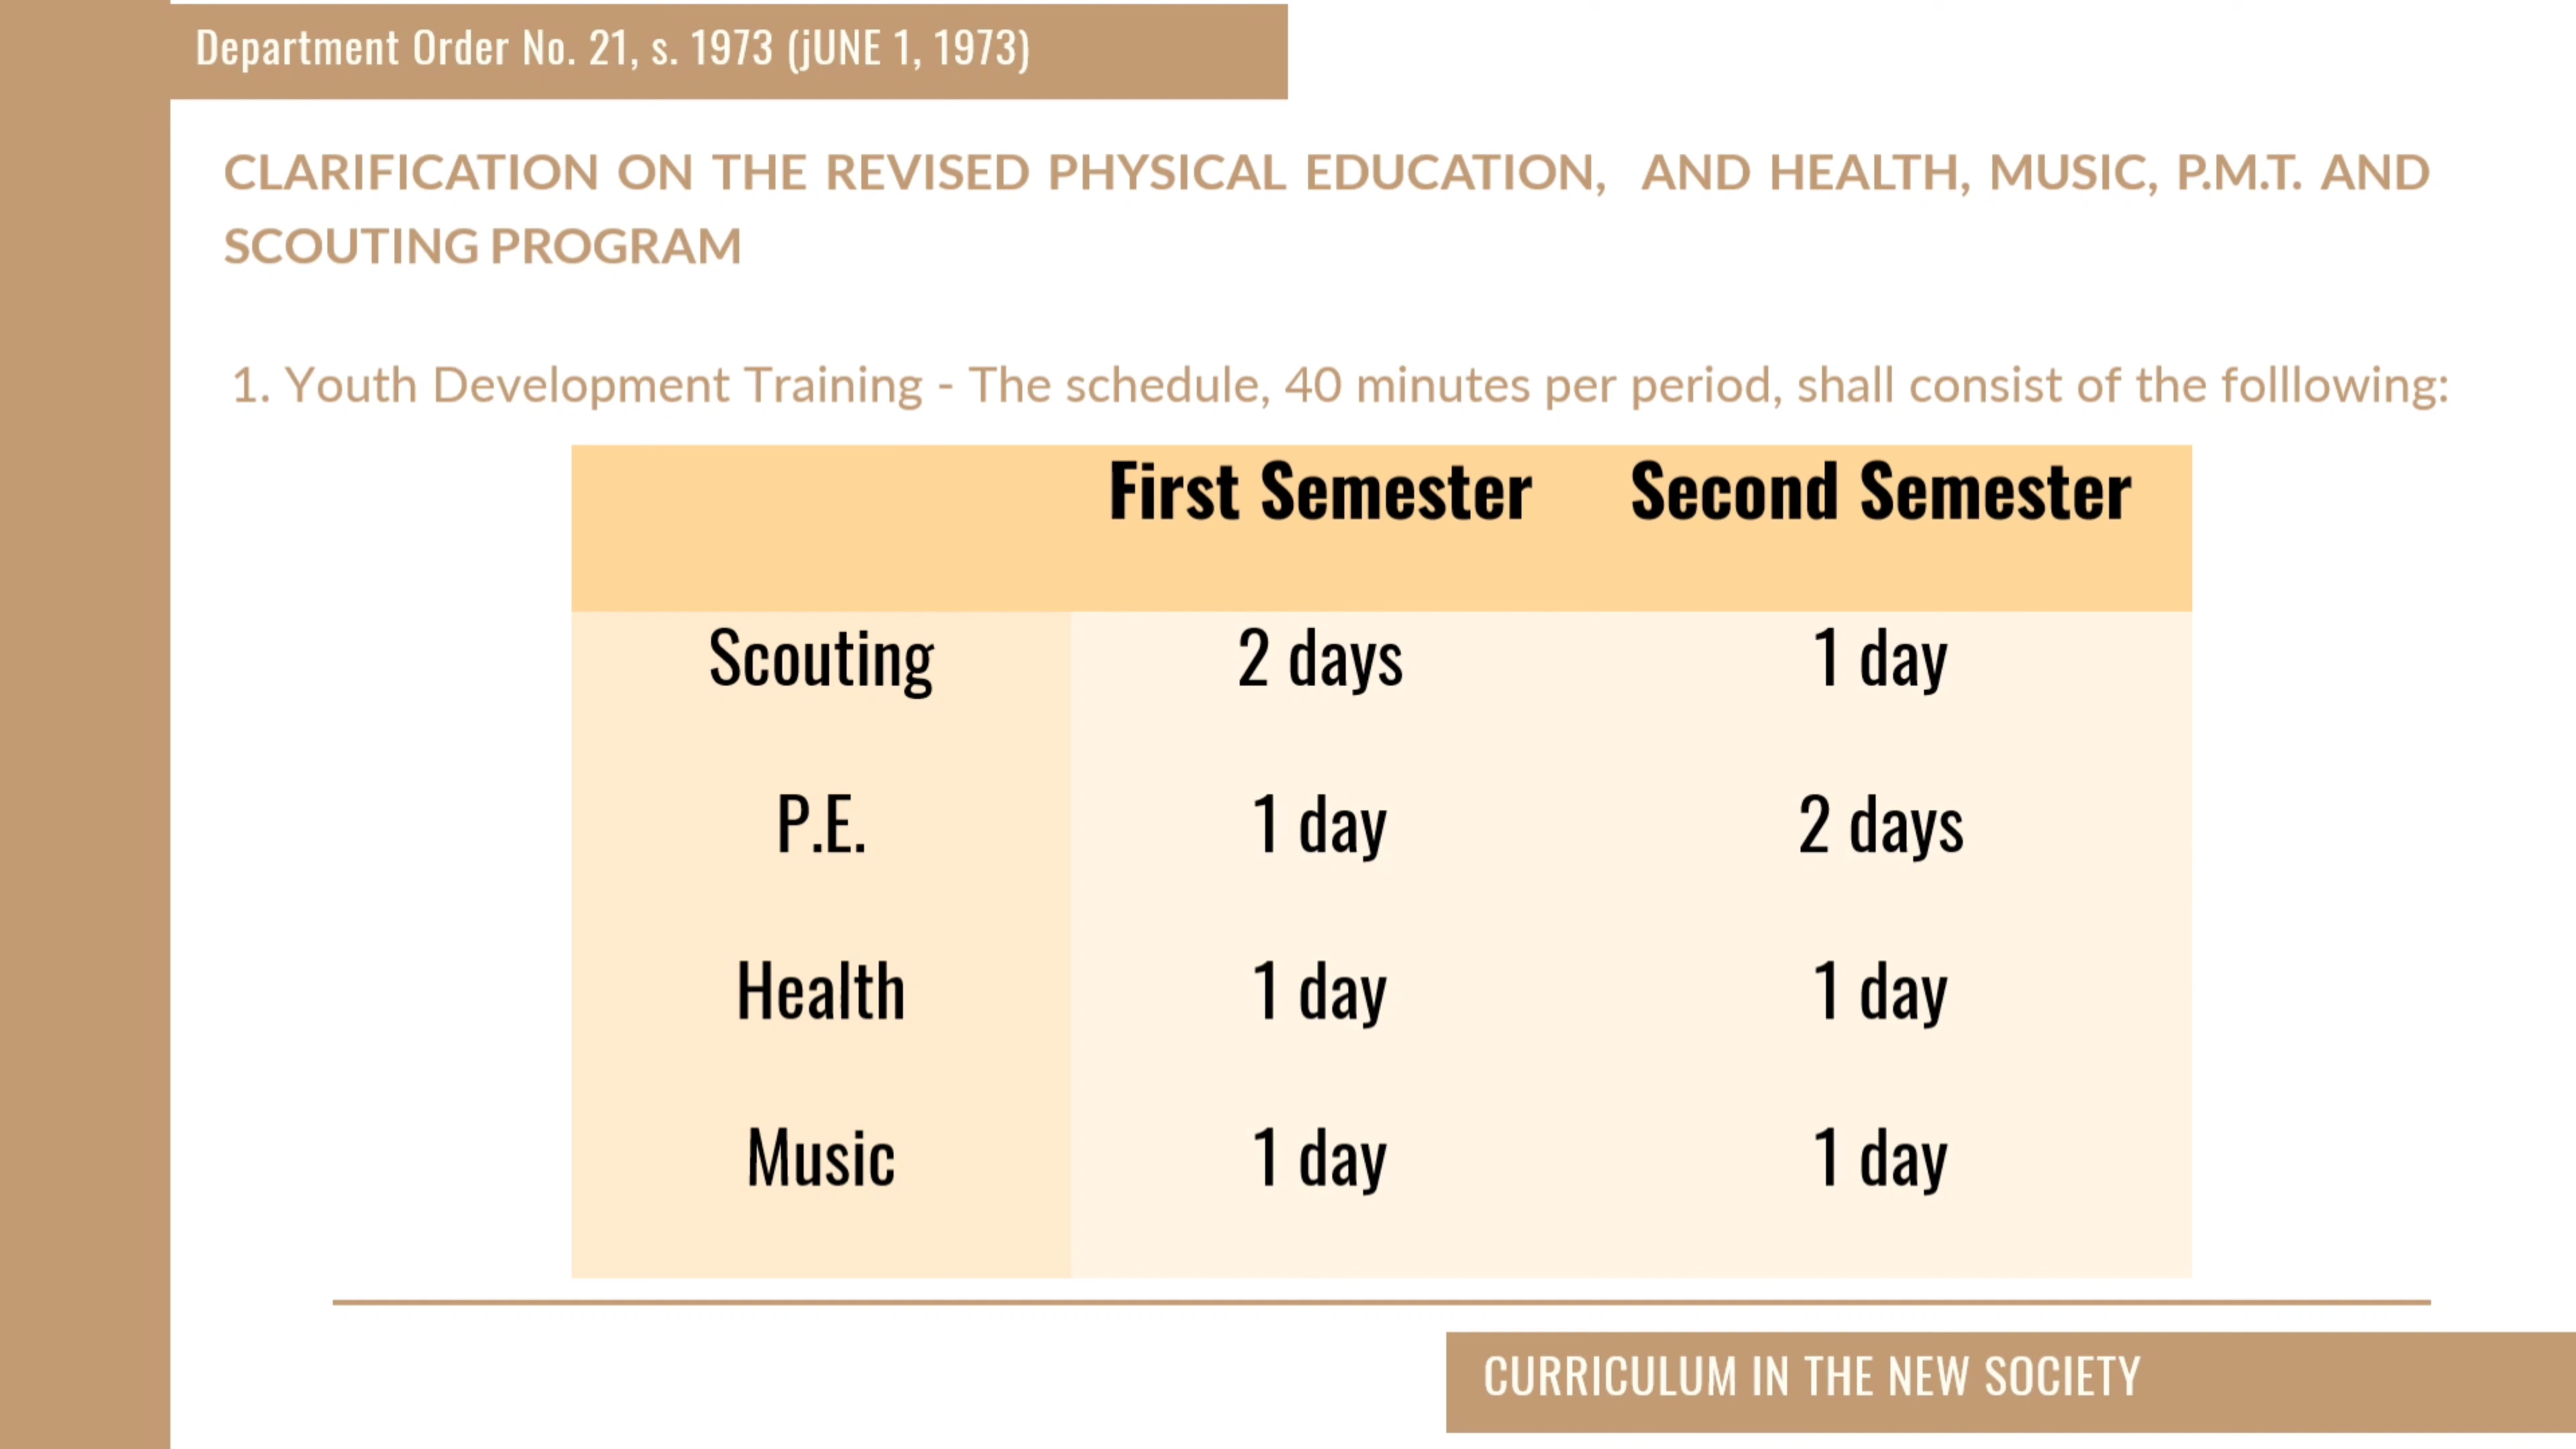 Department Order No. 21, s. 1973 (jUNE 1, 1973)
CLARIFICATION ON THE REVISED PHYSICAL EDUCATION, AND HEALTH, MUSIC, P.M.T. AND
SCOUTING PROGRAM
1. Youth Development Training - The schedule, 40 minutes per period, shall consist of the folllowing:
First Semester Second Semester
Scouting 2 days 1 day
P.E. 1 day 2 days
Health 1 day 1 day
Music 1 day 1 day
CURRICULUM IN THE NEW SOCIETY